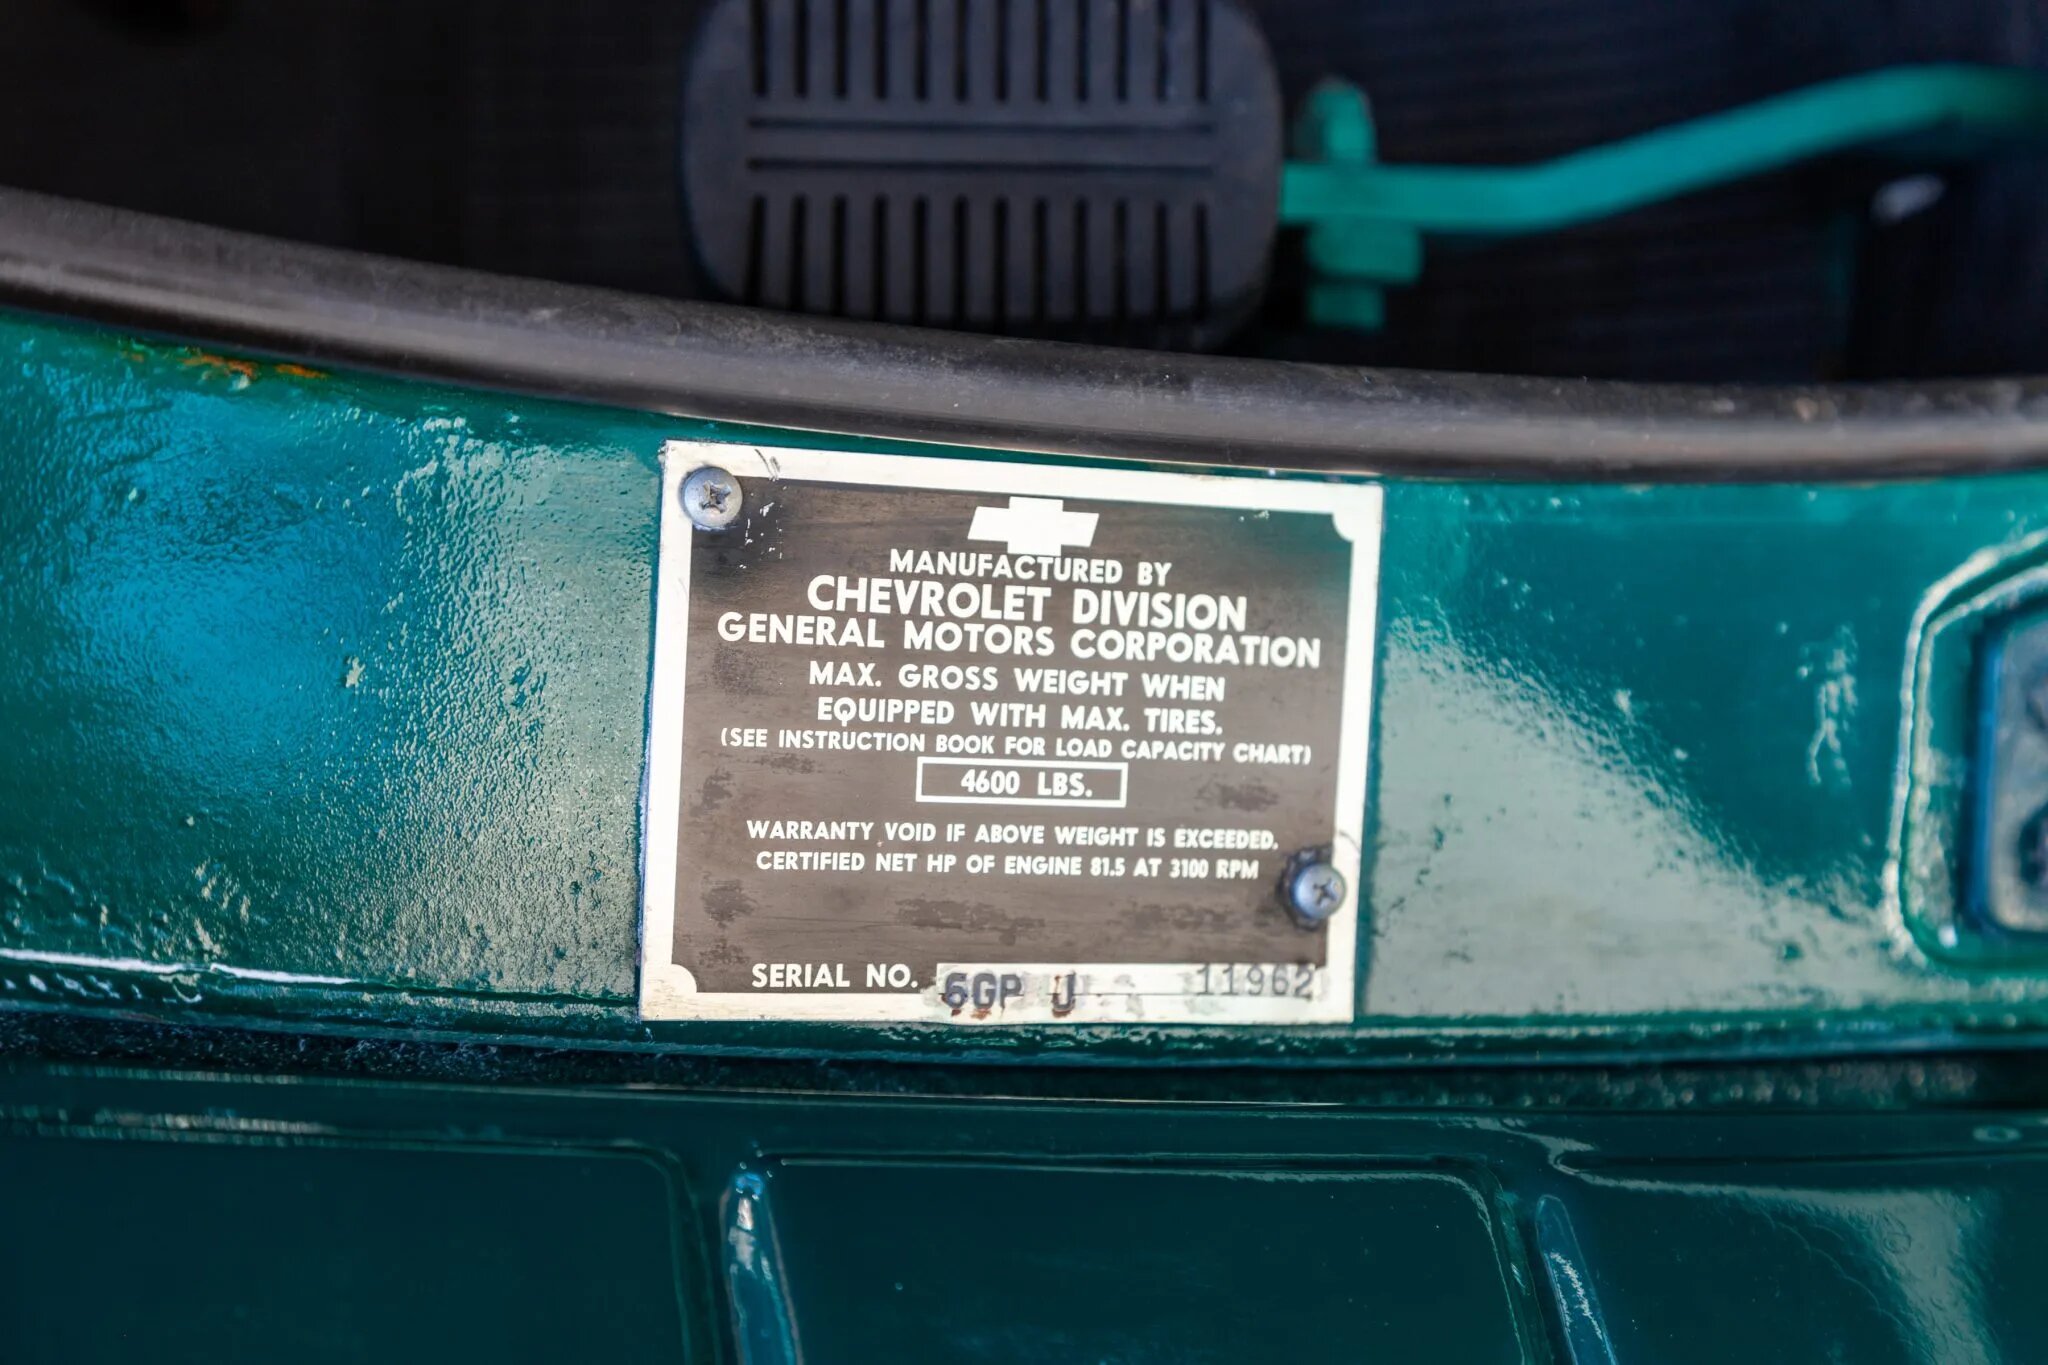 MANUFACTURED BY
CHEVROLET DIVISION
GENERAL MOTORS CORPORATION
MAX. GROSS WEIGHT WHEN
EQUIPPED WITH MAX. TIRES.
(SEE INSTRUCTION BOOK FOR LOAD CAPACITY CHART)
4600 LBS.
WARRANTY VOID IF ABOVE WEIGHT IS EXCEEDED.
CERTIFIED NET HP OF ENGINE 81.5 AT 3100 RPM
SERIAL NO. 6GP J 11962